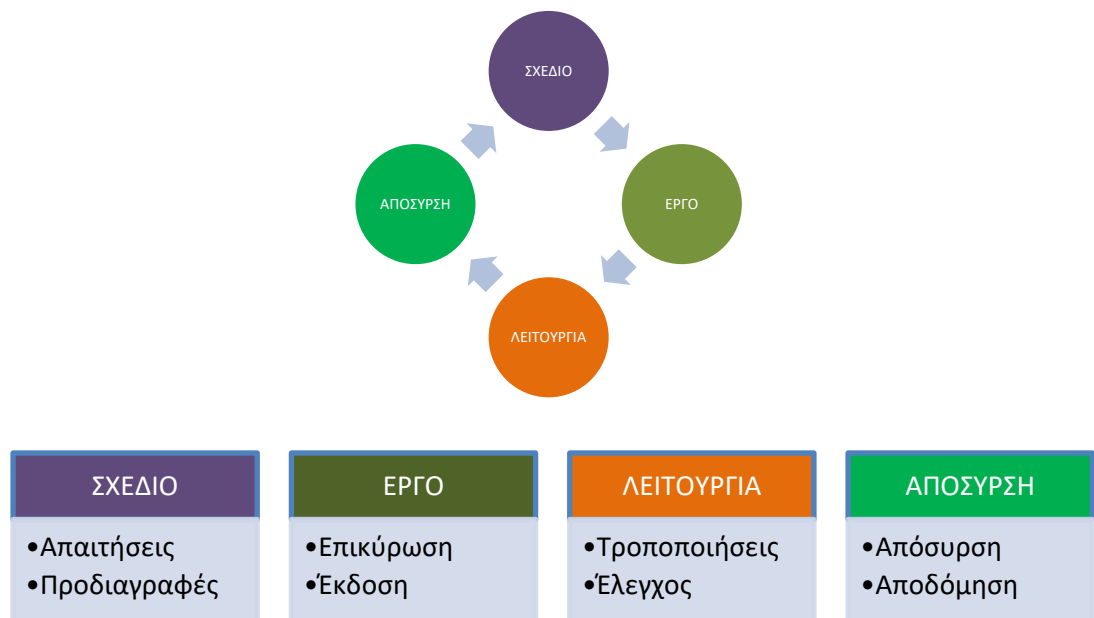 ΣΧΕΔΙΟ
ΑΠΟΣΥΡΣΗ
ΕΡΓΟ
ΛΕΙΤΟΥΡΓΙΑ
ΣΧΕΔΙΟ
•Απαιτήσεις
•Προδιαγραφές
ΕΡΓΟ
•Επικύρωση
•Έκδοση
ΛΕΙΤΟΥΡΓΙΑ
•Τροποποιήσεις
•Έλεγχος
ΑΠΟΣΥΡΣΗ
•Απόσυρση
•Αποδόμηση